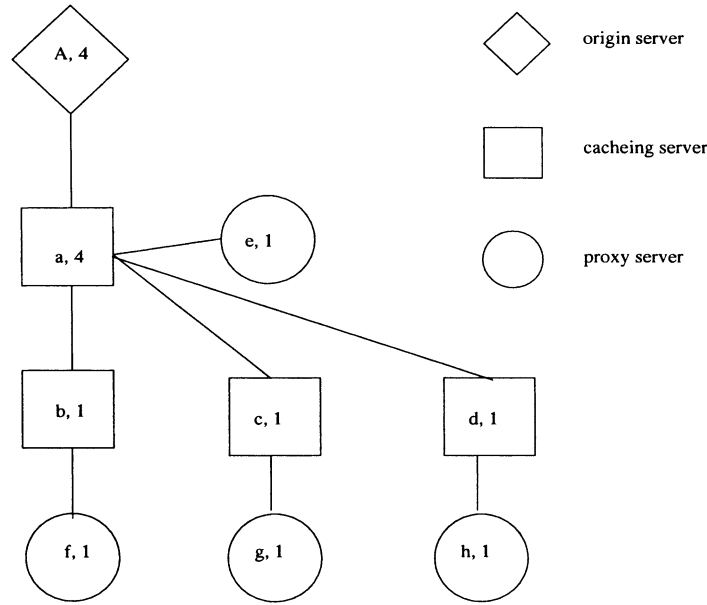 A, 4
origin server
cacheing server
a, 4
e, 1
proxy server
b, 1
c, 1
d, 1
f, 1
g, 1
h, 1